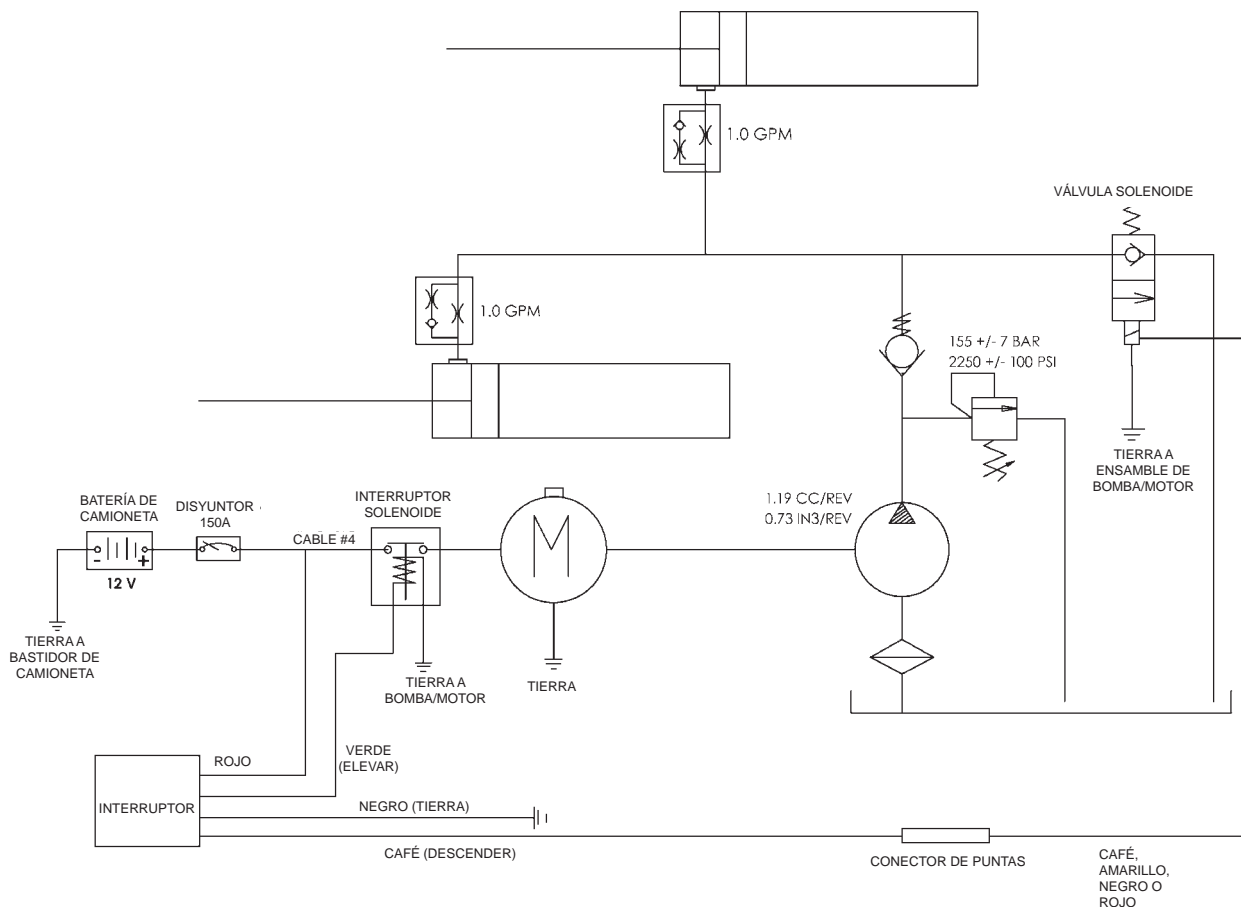 1.0 GPM
VÁLVULA SOLENOIDE
1.0 GPM
155 +/- 7 BAR
2250 +/- 100 PSI
TIERRA A
ENSAMBLE DE
BOMBA/MOTOR
BATERÍA DE
CAMIONETA
DISYUNTOR
150A
INTERRUPTOR
SOLENOIDE
CABLE #4
M
1.19 CC/REV
0.73 IN3/REV
- +
12 V
TIERRA A
BASTIDOR DE
CAMIONETA
TIERRA A
BOMBA/MOTOR
TIERRA
ROJO
VERDE
(ELEVAR)
INTERRUPTOR
NEGRO (TIERRA)
CAFÉ (DESCENDER)
CONECTOR DE PUNTAS
CAFÉ,
AMARILLO,
NEGRO O
ROJO